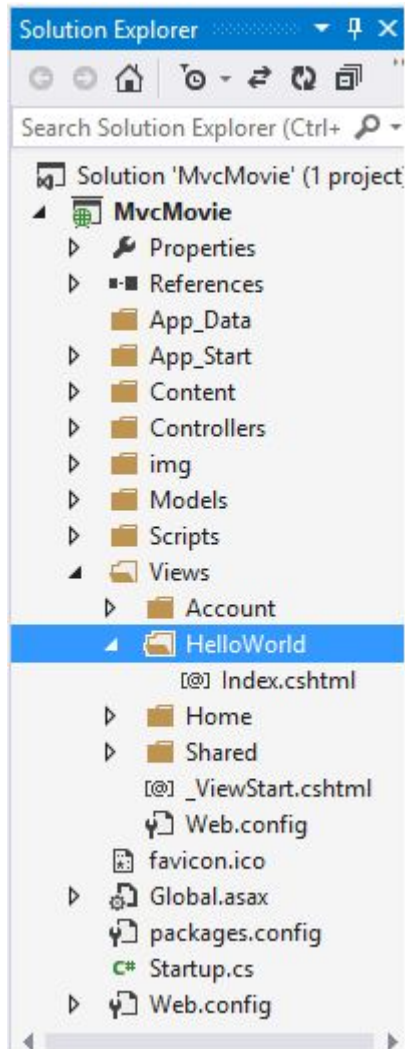 Solution Explorer
Search Solution Explorer (Ctrl+
Solution 'MvcMovie' (1 project)
MvcMovie
Properties
References
App_Data
App_Start
Content
Controllers
img
Models
Scripts
Views
Account
HelloWorld
[@] Index.cshtml
Home
Shared
[@] _ViewStart.cshtml
Web.config
favicon.ico
Global.asax
packages.config
C# Startup.cs
Web.config